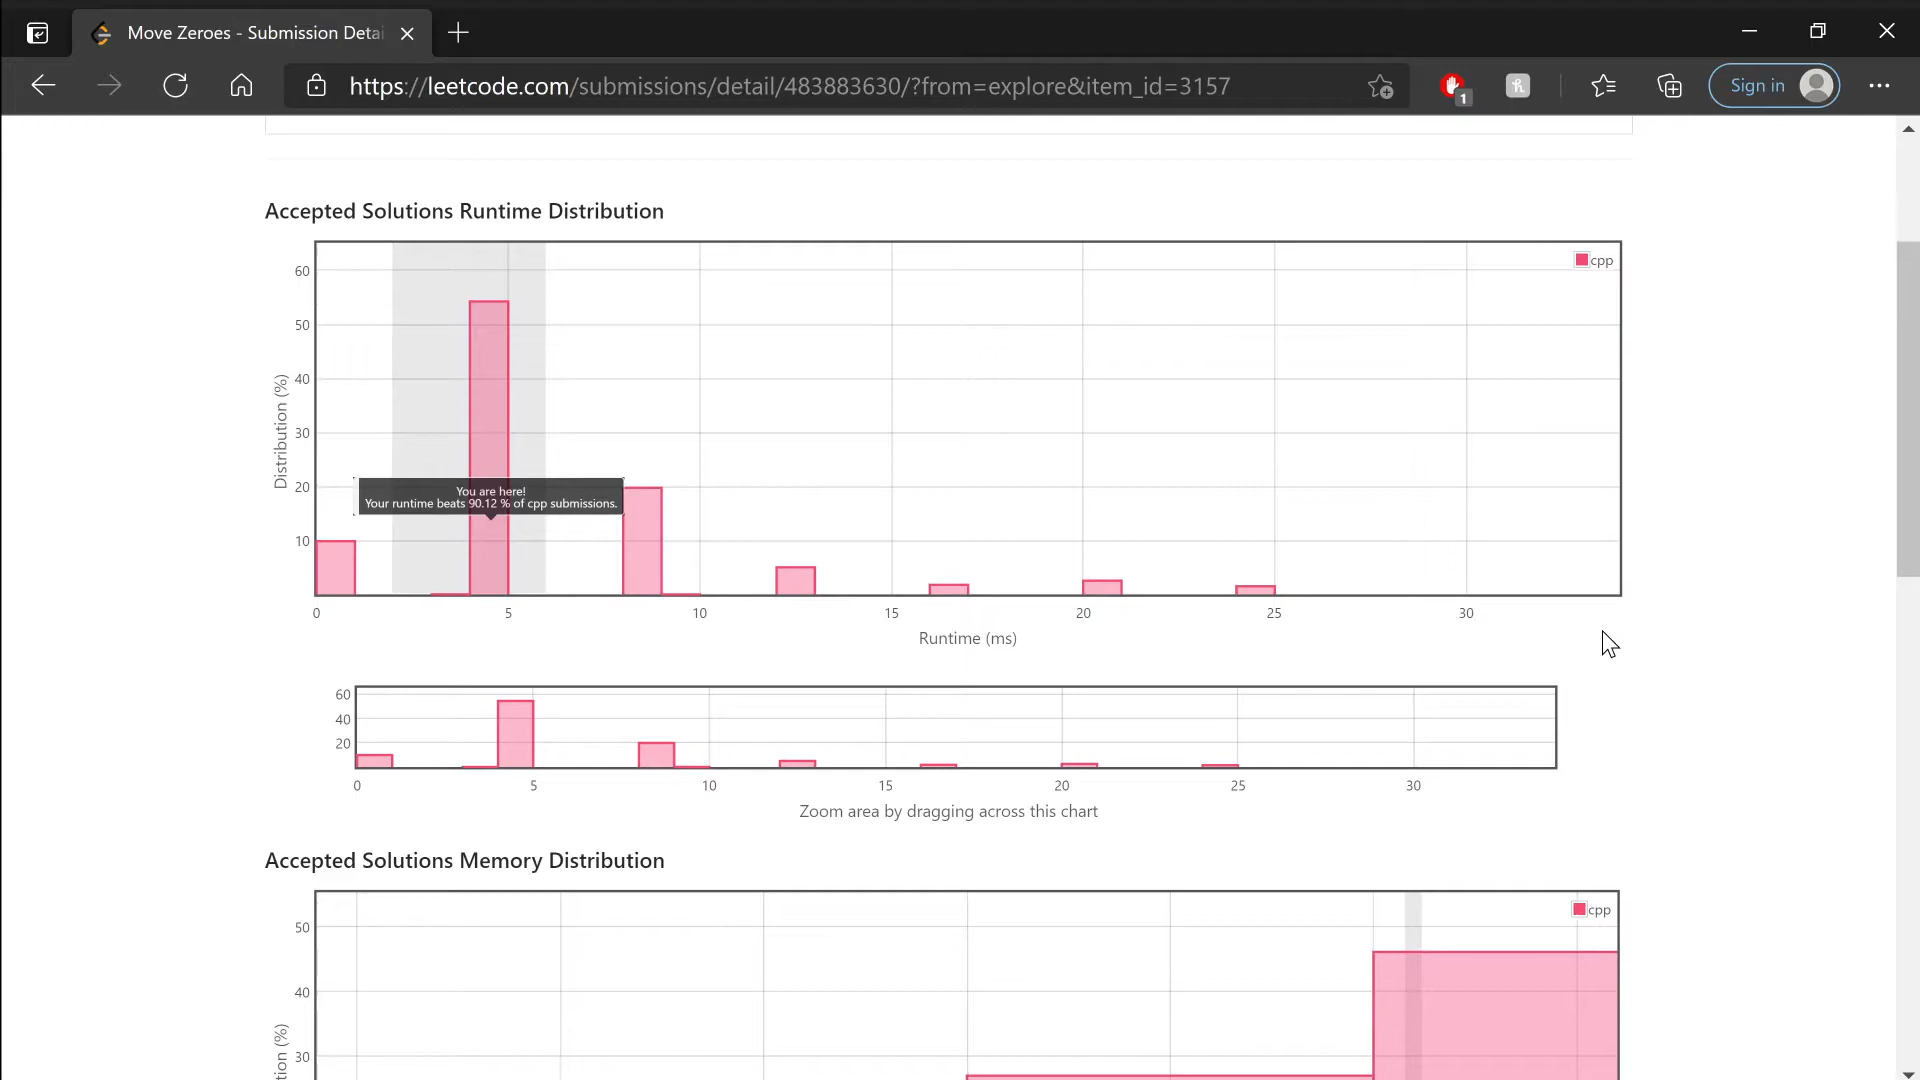 Move Zeroes - Submission Detai
https://leetcode.com/submissions/detail/483883630/?from=explore&item_id=3157
1
Sign in
Accepted Solutions Runtime Distribution
cpp
60
50
40
30
20
10
Distribution (%)
You are here!
Your runtime beats 90.12 % of cpp submissions.
0 5 10 15 20 25 30
Runtime (ms)
60
40
20
0 5 10 15 20 25 30
Zoom area by dragging across this chart
Accepted Solutions Memory Distribution
cpp
50
40
30
tion (%)